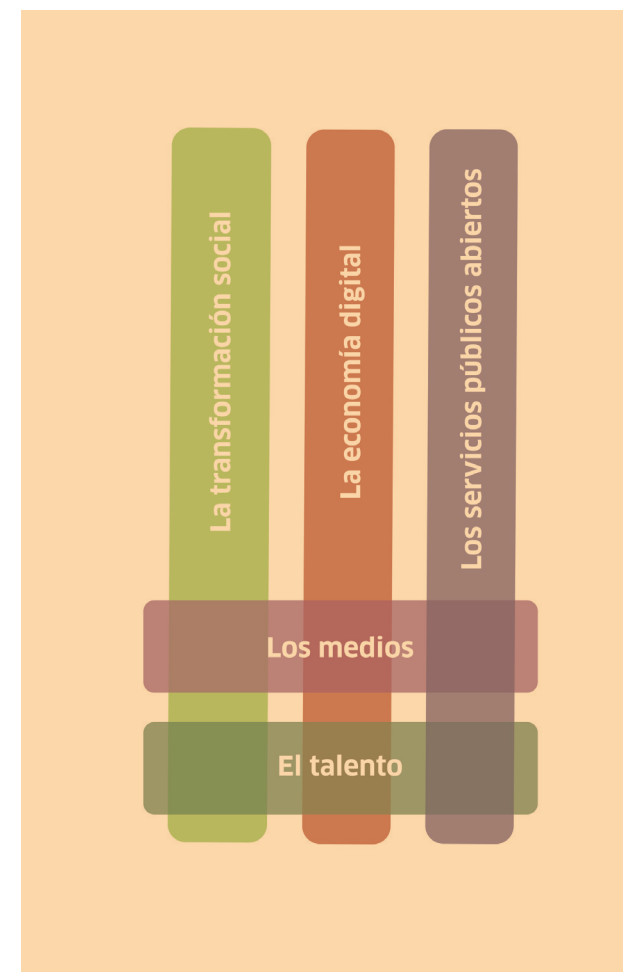 La transformación social
La economía digital
Los servicios públicos abiertos
Los medios
El talento